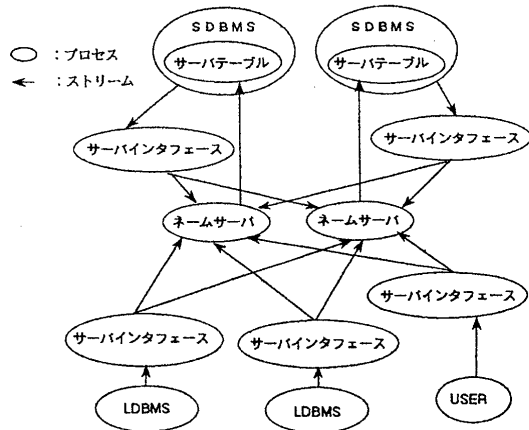 SDBMS
サーバテーブル
SDBMS
サーバテーブル
:プロセス
:ストリーム
サーバインタフェース
サーバインタフェース
ネームサーバ
ネームサーバ
サーバインタフェース
サーバインタフェース
サーバインタフェース
LDBMS
LDBMS
USER